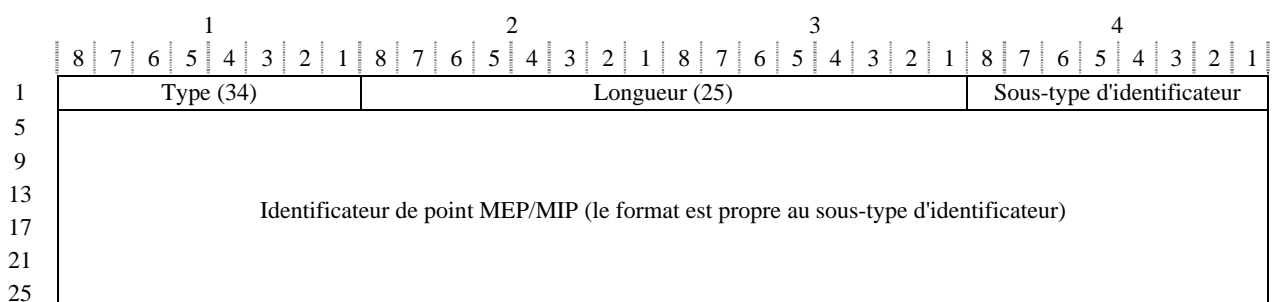 1 2 3 4
8 7 6 5 4 3 2 1 8 7 6 5 4 3 2 1 8 7 6 5 4 3 2 1 8 7 6 5 4 3 2 1
1 Type (34) Longueur (25) Sous-type d'identificateur
5
9
13
Identificateur de point MEP/MIP (le format est propre au sous-type d'identificateur)
17
21
25